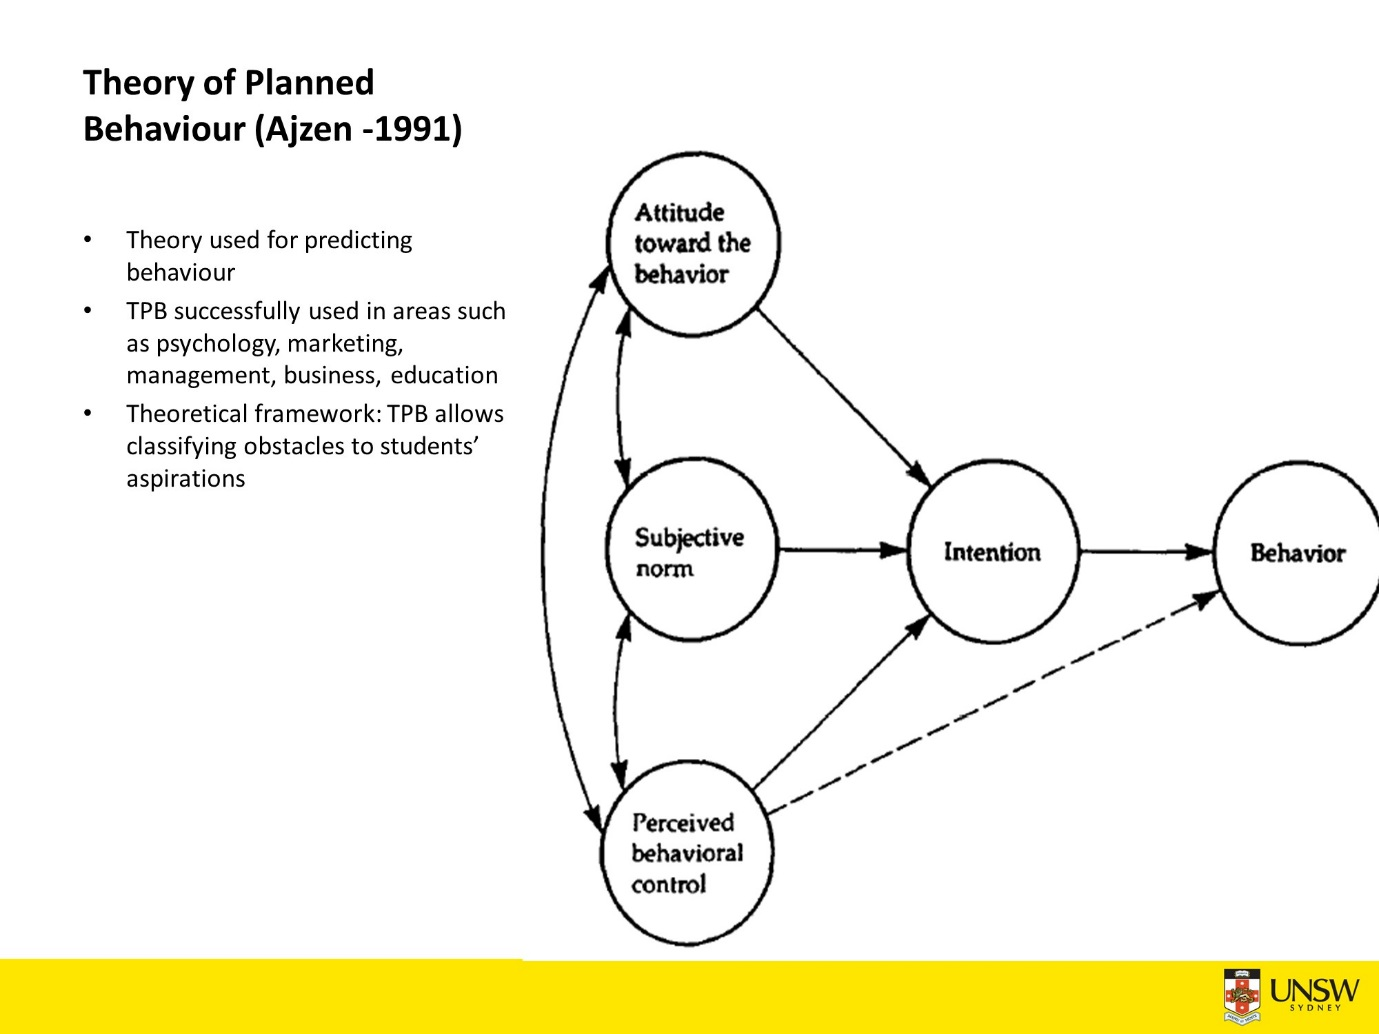 Theory of Planned
Behaviour (Ajzen -1991)
• Theory used for predicting
behaviour
• TPB successfully used in areas such
as psychology, marketing,
management, business, education
• Theoretical framework: TPB allows
classifying obstacles to students’
aspirations
Attitude
toward the
behavior
Subjective
norm
Intention
Behavior
Perceived
behavioral
control
UNSW
SYDNEY